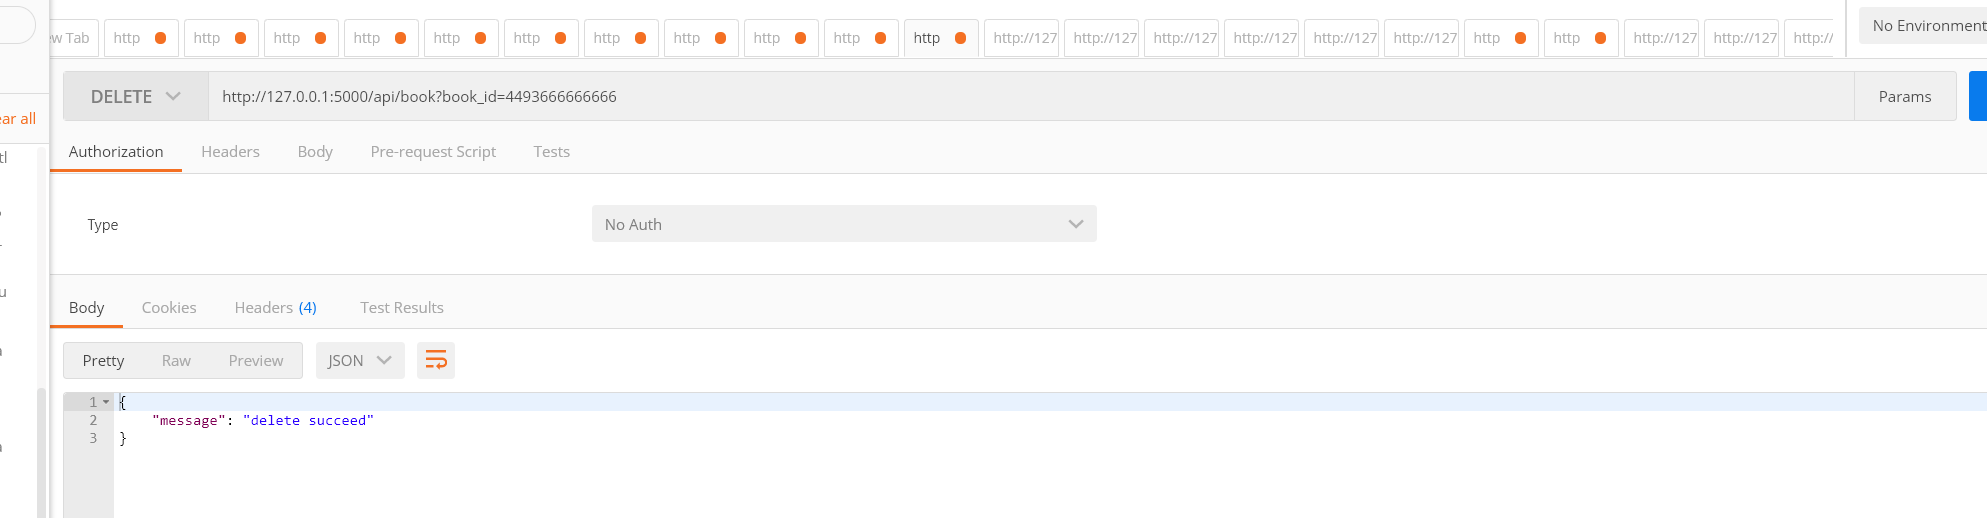 ew Tab http http http http http http http http http http http http://127 http://127 http://127 http://127 http://127 http://127 http http http://127 http://127 http:// No Environment
DELETE http://127.0.0.1:5000/api/book?book_id=4493666666666 Params
ear all
Authorization Headers Body Pre-request Script Tests
Type No Auth
Body Cookies Headers (4) Test Results
Pretty Raw Preview JSON
1 {
2 "message": "delete succeed"
3 }